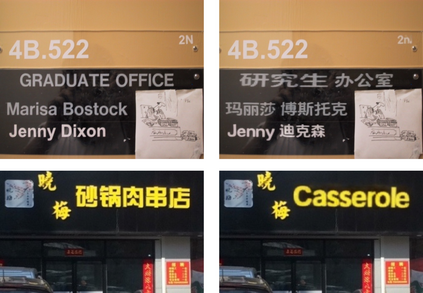 4B.522
2N
GRADUATE OFFICE
Marisa Bostock
Jenny Dixon
4B.522
2n.
研究生 办公室
玛丽莎 博斯托克
Jenny 迪克森
晓梅
砂锅肉串店
晓梅
Casserole